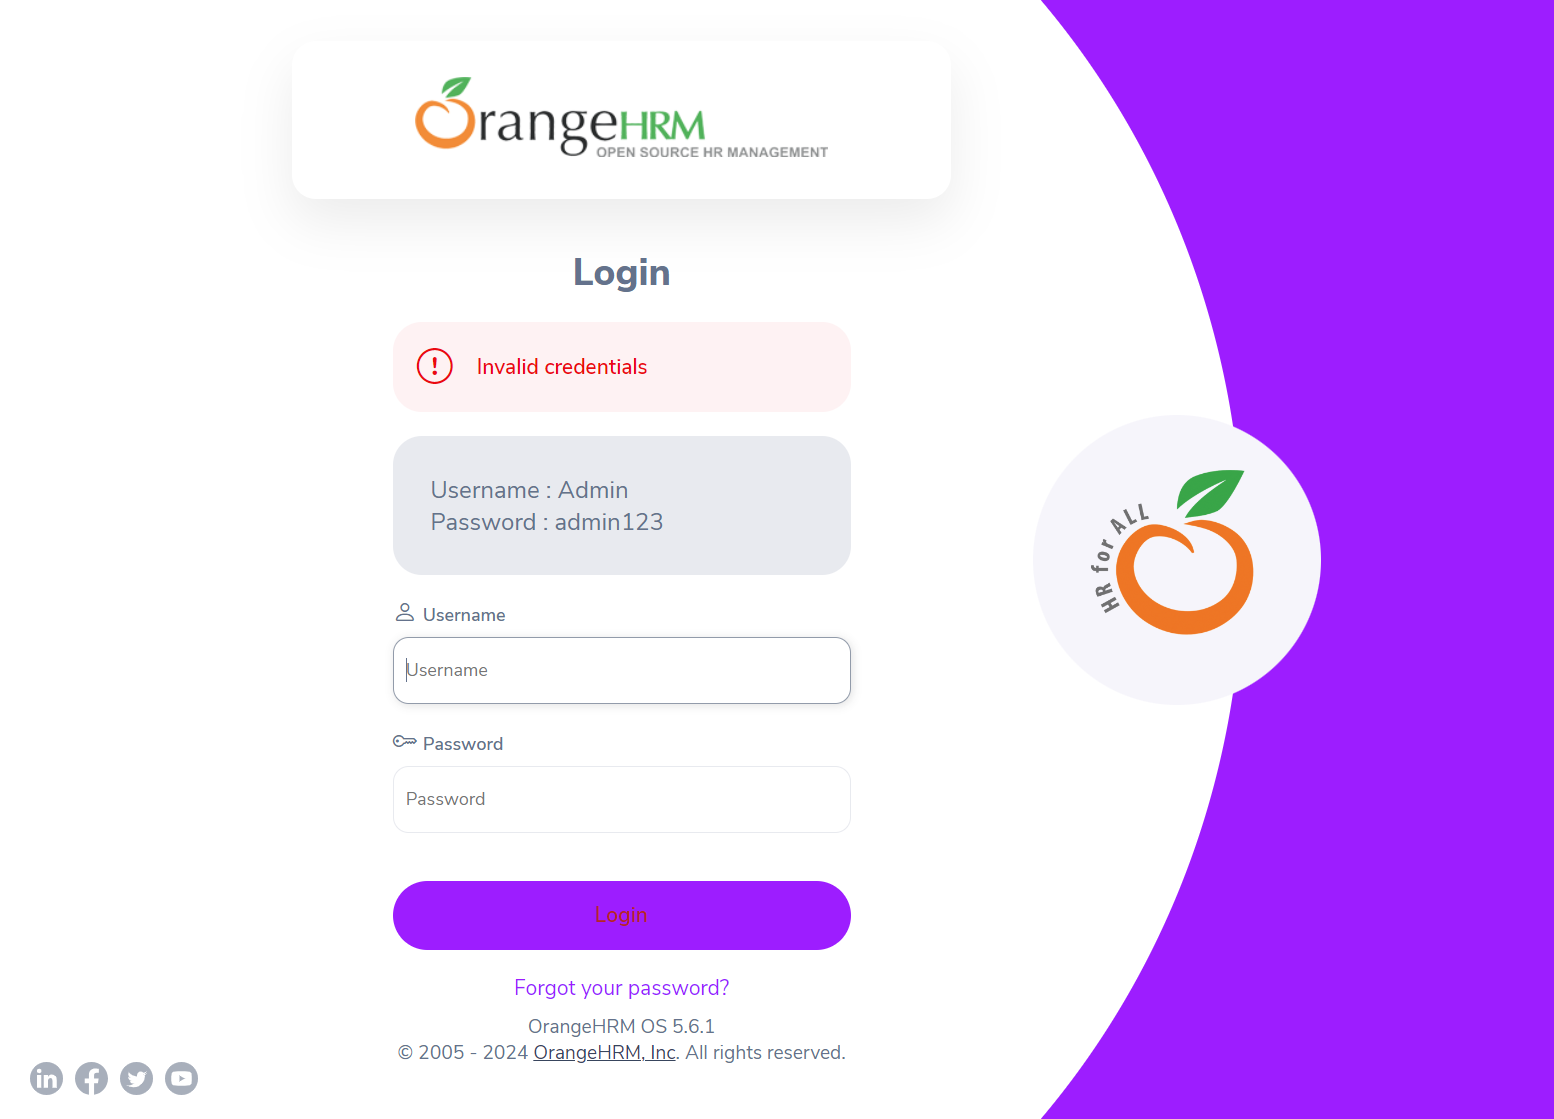 OrangeHRM
OPEN SOURCE HR MANAGEMENT
Login
Invalid credentials
Username : Admin
Password : admin123
Username
Username
Password
Password
Login
Forgot your password?
OrangeHRM OS 5.6.1
© 2005 - 2024 OrangeHRM, Inc. All rights reserved.
HR for ALL